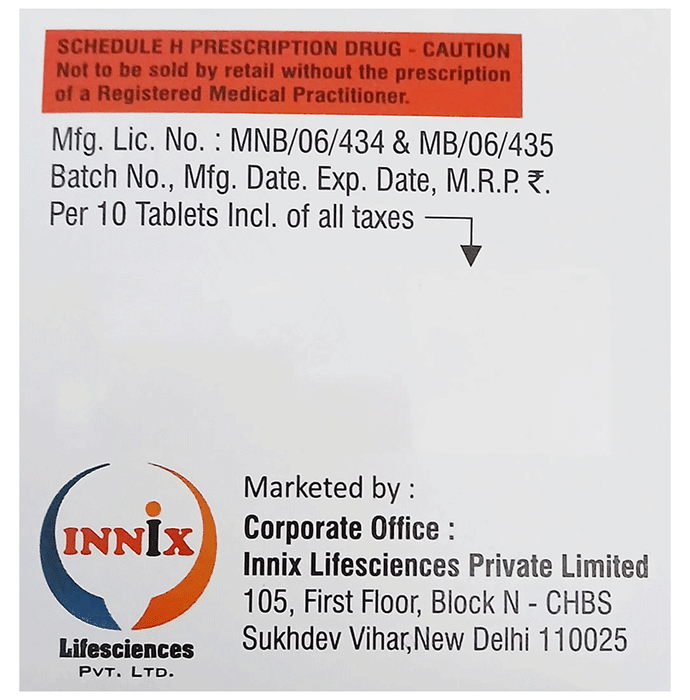 SCHEDULE H PRESCRIPTION DRUG - CAUTION
Not to be sold by retail without the prescription
of a Registered Medical Practitioner.
Mfg. Lic. No. : MNB/06/434 & MB/06/435
Batch No., Mfg. Date. Exp. Date, M.R.P. ₹.
Per 10 Tablets Incl. of all taxes
INNiX
Lifesciences
PVT. LTD.
Marketed by :
Corporate Office :
Innix Lifesciences Private Limited
105, First Floor, Block N - CHBS
Sukhdev Vihar,New Delhi 110025